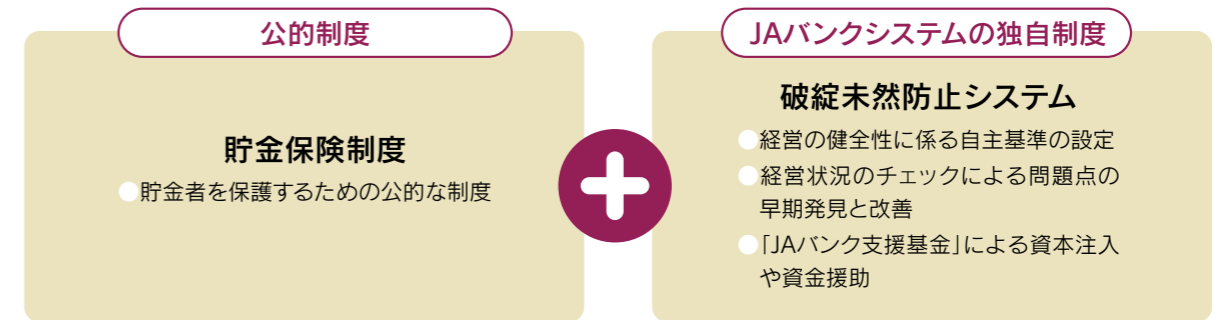 公的制度
貯金保険制度
●貯金者を保護するための公的な制度
JAバンクシステムの独自制度
破綻未然防止システム
●経営の健全性に係る自主基準の設定
●経営状況のチェックによる問題点の
早期発見と改善
●「JAバンク支援基金」による資本注入
や資金援助